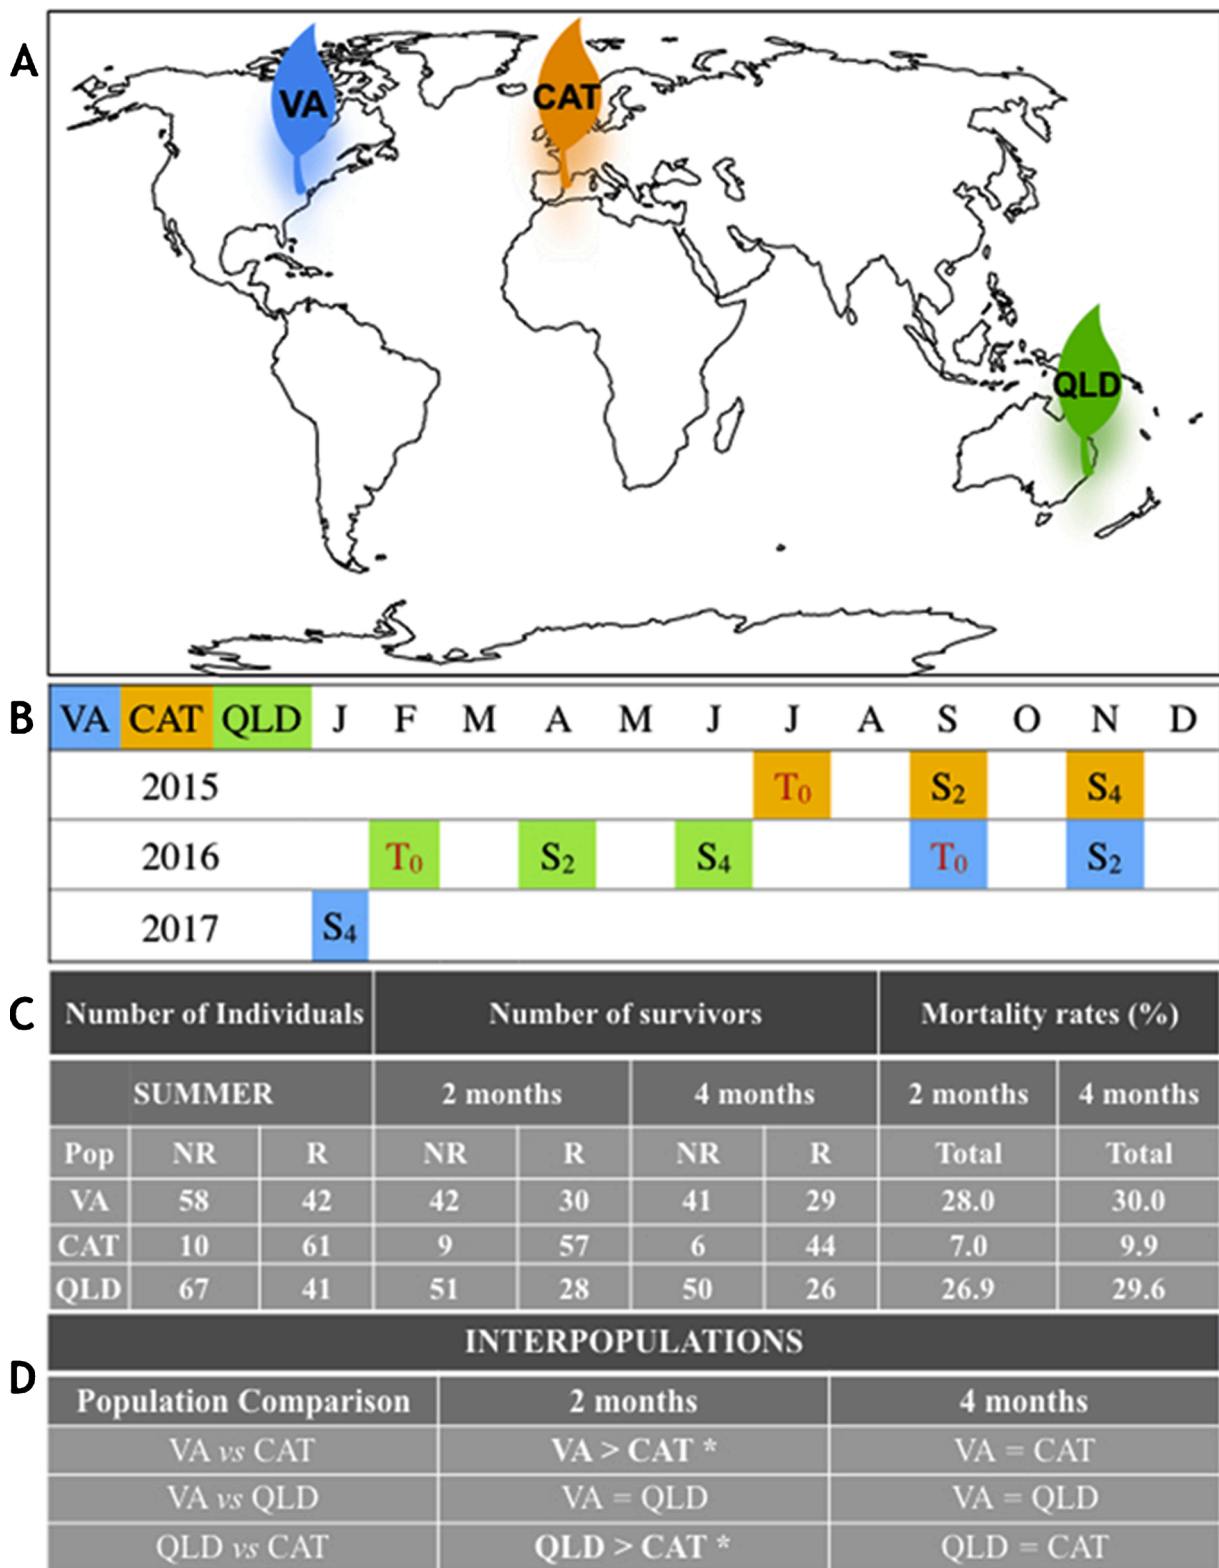 A
VA
CAT
QLD
B
VA CAT QLD J F M A M J J A S O N D
2015 T0 S2 S4
2016 T0 S2 S4 T0 S2
2017 S4
C
Number of Individuals Number of survivors Mortality rates (%)
SUMMER 2 months 4 months 2 months 4 months
Pop NR R NR R NR R Total Total
VA 58 42 42 30 41 29 28.0 30.0
CAT 10 61 9 57 6 44 7.0 9.9
QLD 67 41 51 28 50 26 26.9 29.6
INTERPOPULATIONS
D
Population Comparison 2 months 4 months
VA vs CAT VA > CAT * VA = CAT
VA vs QLD VA = QLD VA = QLD
QLD vs CAT QLD > CAT * QLD = CAT